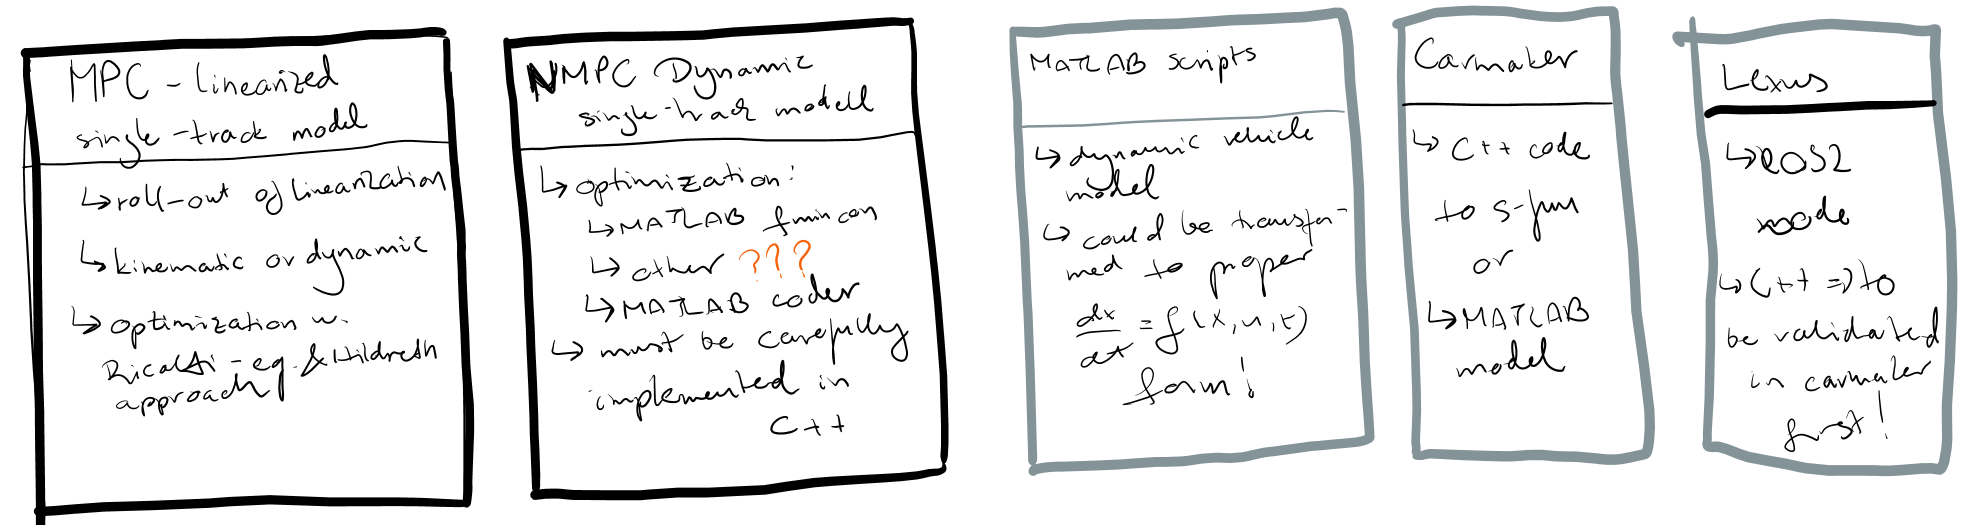 MPC - linearized
single-track model
↳ roll-out of linearization
↳ kinematic or dynamic
↳ optimization w.
Ricatti-eq. & Hildreth
approach
NMPC Dynamic
single-track modell
↳ optimization:
↳ MATLAB fmincon
↳ other ???
↳ MATLAB coder
↳ must be carefully
implemented in
C++
MATLAB scripts
↳ dynamic vehicle
model
↳ could be transfor-
med to proper
dx/dt = f(x,u,t)
form!
Carmaker
↳ C++ code
to s-fun
or
↳ MATLAB
model
Lexus
↳ ROS2
node
↳ C++ => to
be validated
in carmaker
first!